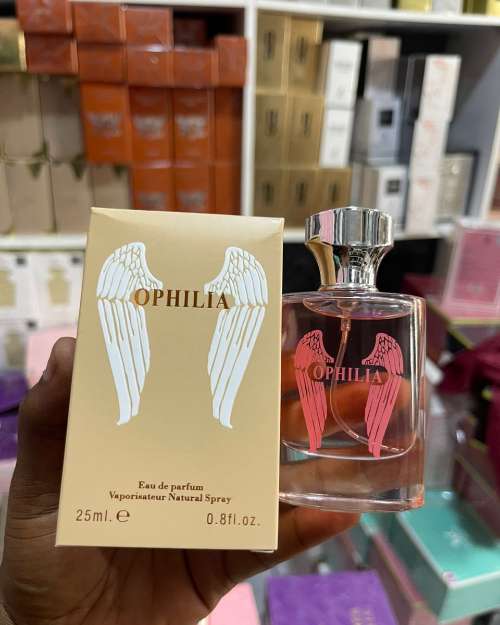 OPHILIA
Eau de parfum
Vaporisateur Natural Spray
25ml. ℮ 0.8fl.oz.
OPHILIA